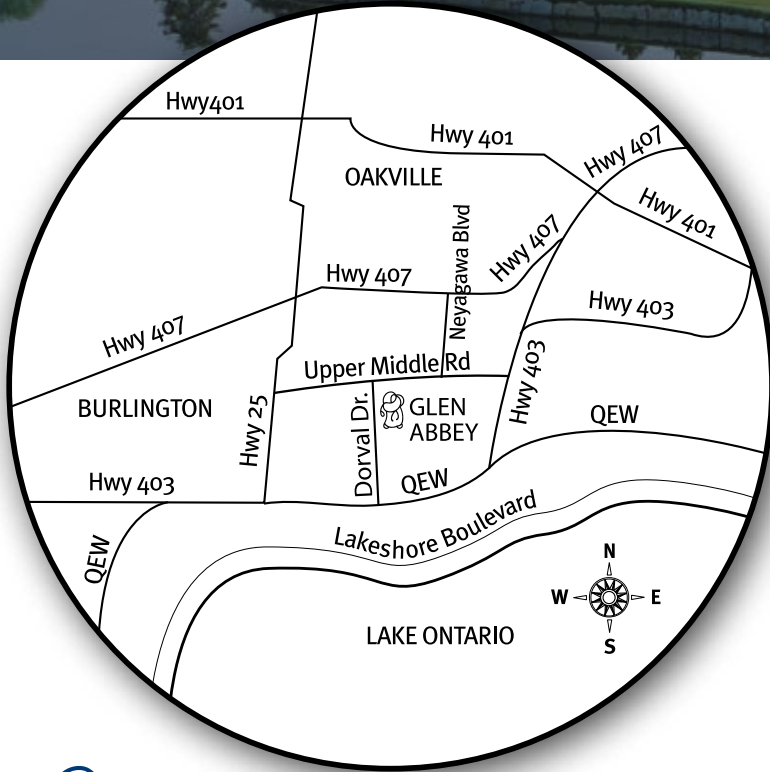 Hwy401
Hwy 401
Hwy 407
OAKVILLE
Hwy 401
Neyagawa Blvd
Hwy 407
Hwy 407
Hwy 403
Hwy 407
Upper Middle Rd
Hwy 403
BURLINGTON
Hwy 25
Dorval Dr.
GLEN
ABBEY
QEW
Hwy 403
QEW
Lakeshore Boulevard
QEW
N
W
E
S
LAKE ONTARIO